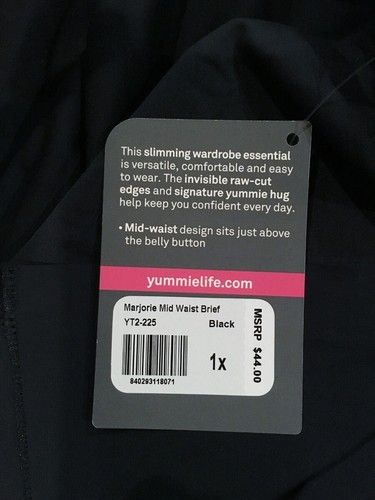 This slimming wardrobe essential
is versatile, comfortable and easy
to wear. The invisible raw-cut
edges and signature yummie hug
help keep you confident every day.
• Mid-waist design sits just above
the belly button
yummielife.com
Marjorie Mid Waist Brief
YT2-225 Black
1x
840293118071
MSRP $44.00